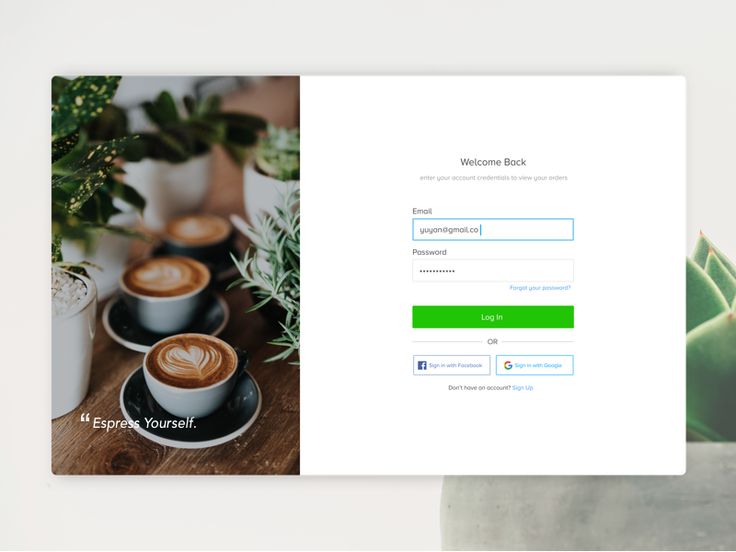 “ Espress Yourself.
Welcome Back
enter your account credentials to view your orders
Email
yuyan@gmail.co
Password
•••••••••••
Forgot your password?
Log In
OR
Sign in with Facebook
Sign in with Google
Don't have an account? Sign Up